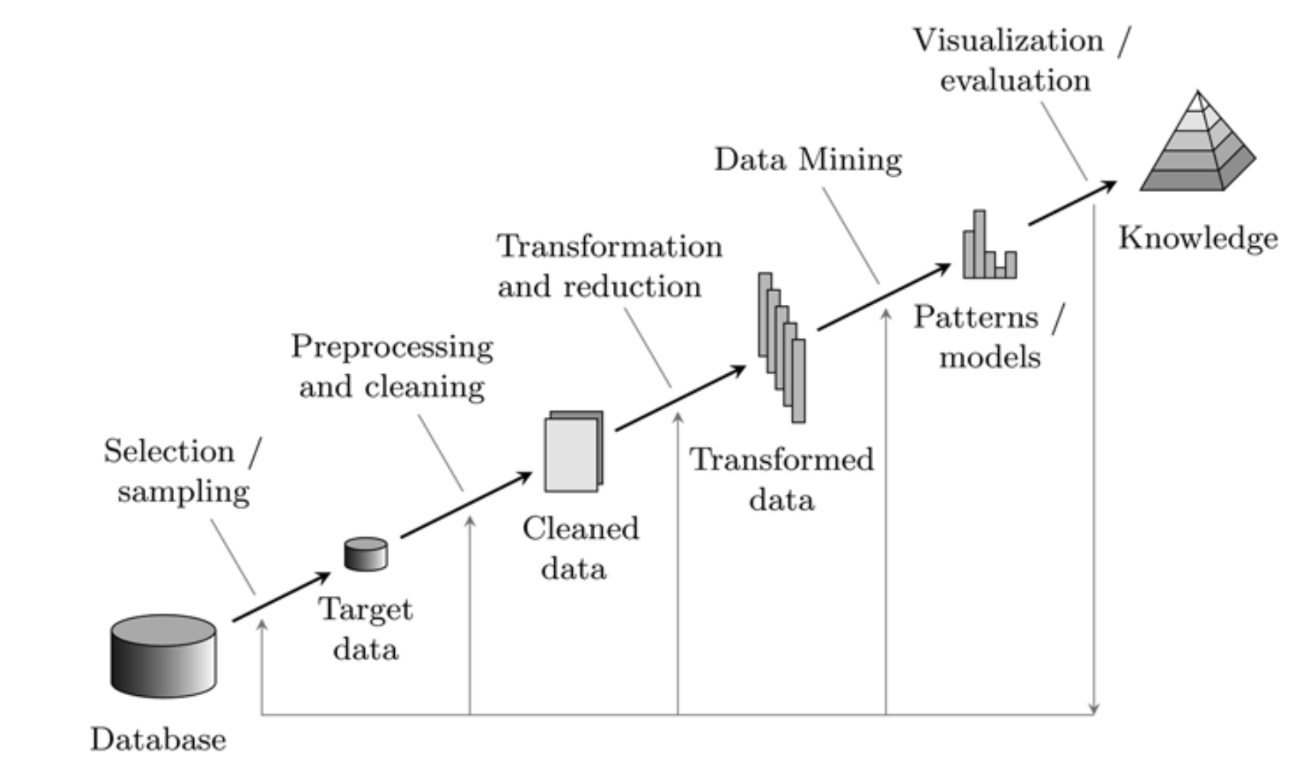 Visualization /
evaluation
Data Mining
Knowledge
Transformation
and reduction
Patterns /
models
Preprocessing
and cleaning
Transformed
data
Selection /
sampling
Cleaned
data
Target
data
Database